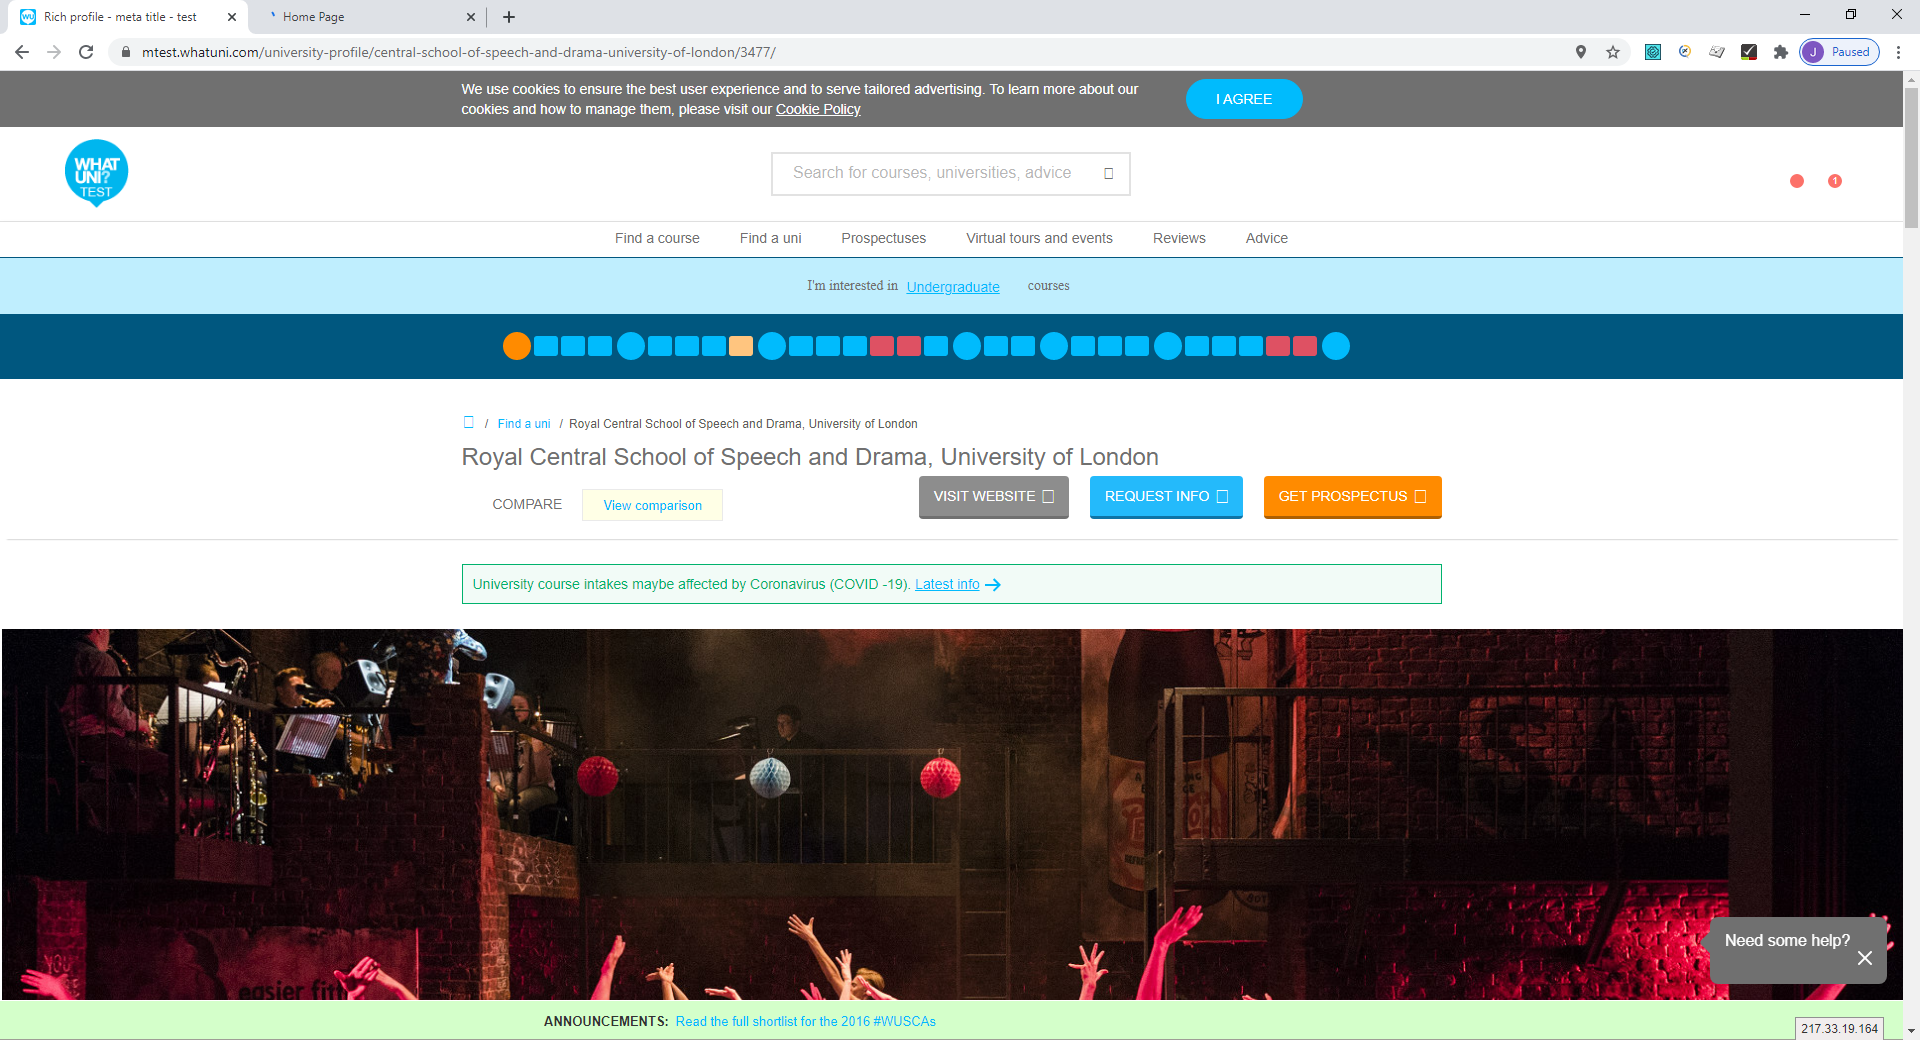 Rich profile - meta title - test
Home Page
mtest.whatuni.com/university-profile/central-school-of-speech-and-drama-university-of-london/3477/
J Paused
We use cookies to ensure the best user experience and to serve tailored advertising. To learn more about our
cookies and how to manage them, please visit our Cookie Policy
I AGREE
WHAT
UNI?
TEST
Search for courses, universities, advice
1
Find a course Find a uni Prospectuses Virtual tours and events Reviews Advice
I'm interested in Undergraduate courses
/ Find a uni / Royal Central School of Speech and Drama, University of London
Royal Central School of Speech and Drama, University of London
COMPARE View comparison VISIT WEBSITE REQUEST INFO GET PROSPECTUS
University course intakes maybe affected by Coronavirus (COVID -19). Latest info
easier fitt
Need some help?
ANNOUNCEMENTS: Read the full shortlist for the 2016 #WUSCAs
217.33.19.164